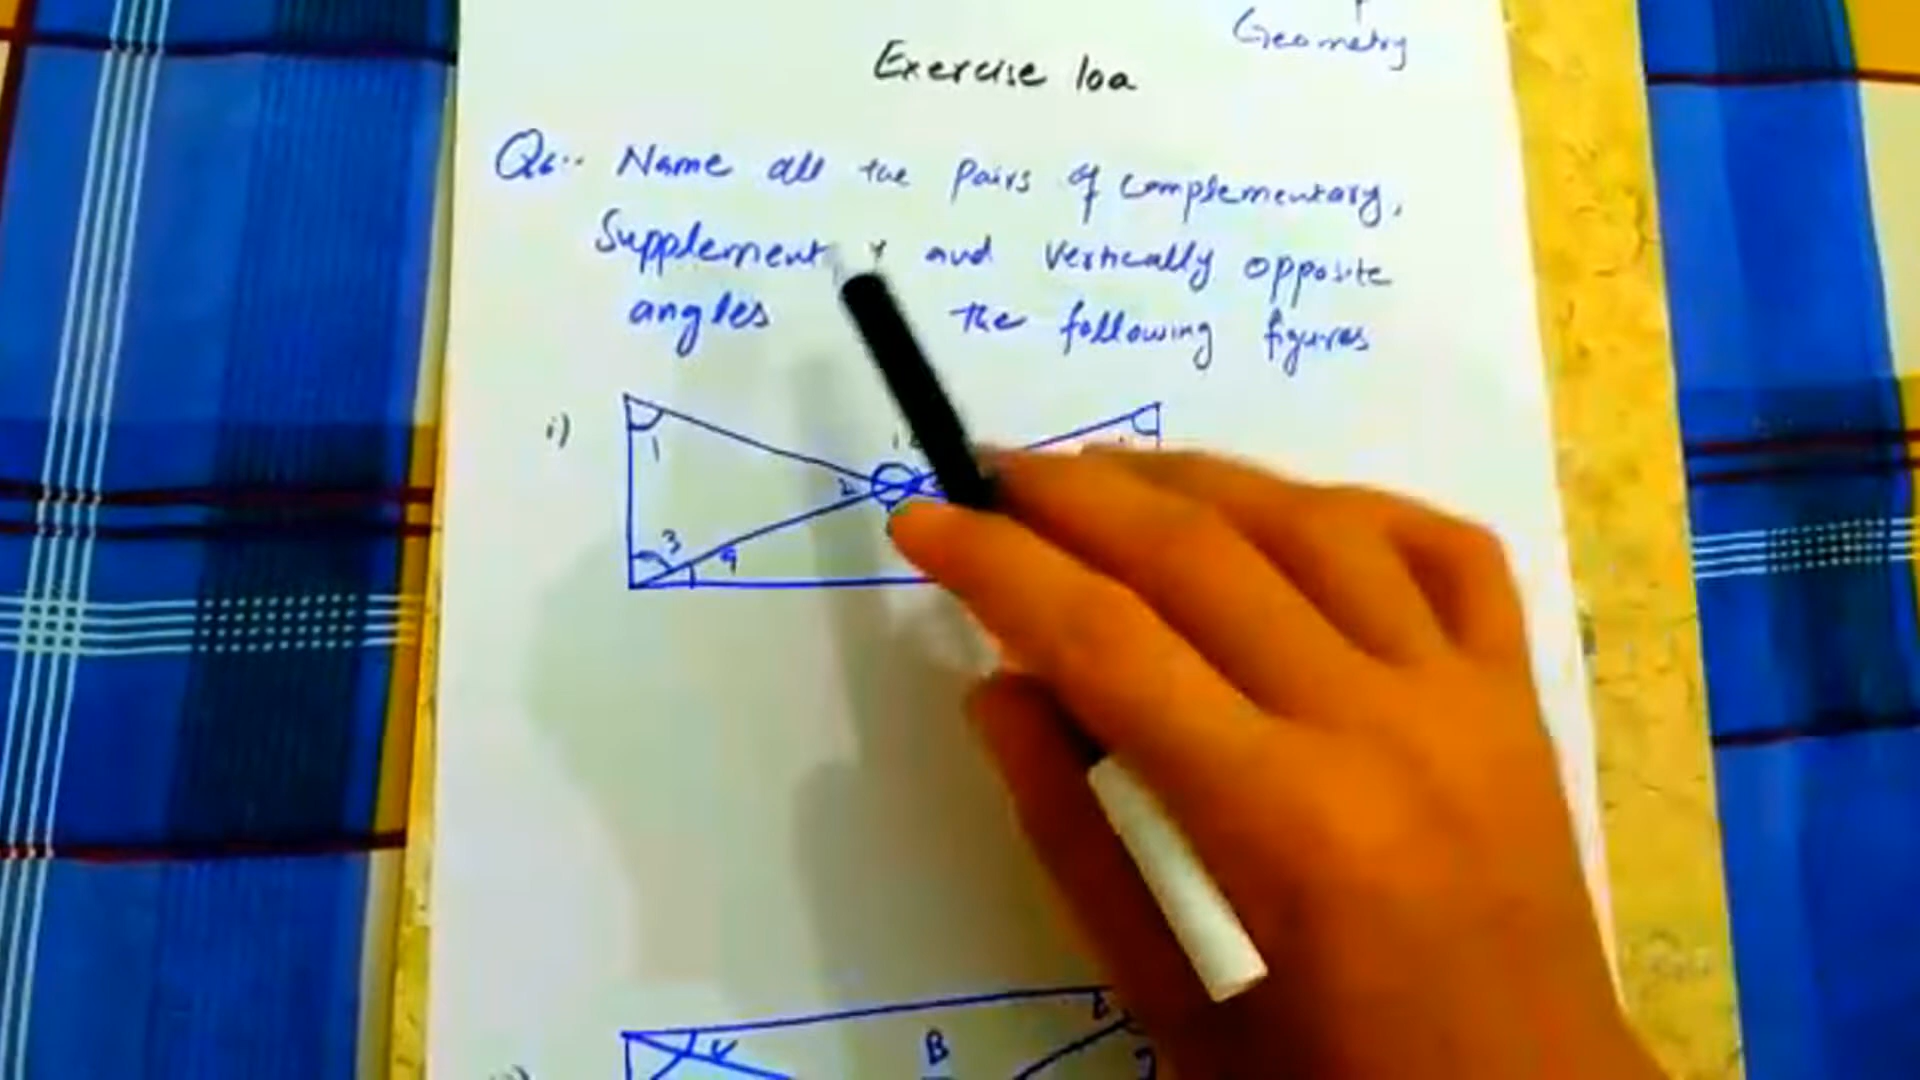 Geometry
Exercise 10a
Q6.. Name all the Pairs of complementary,
Supplement y and Vertically opposite
angles the following figures
i)
1
2
3
9
B